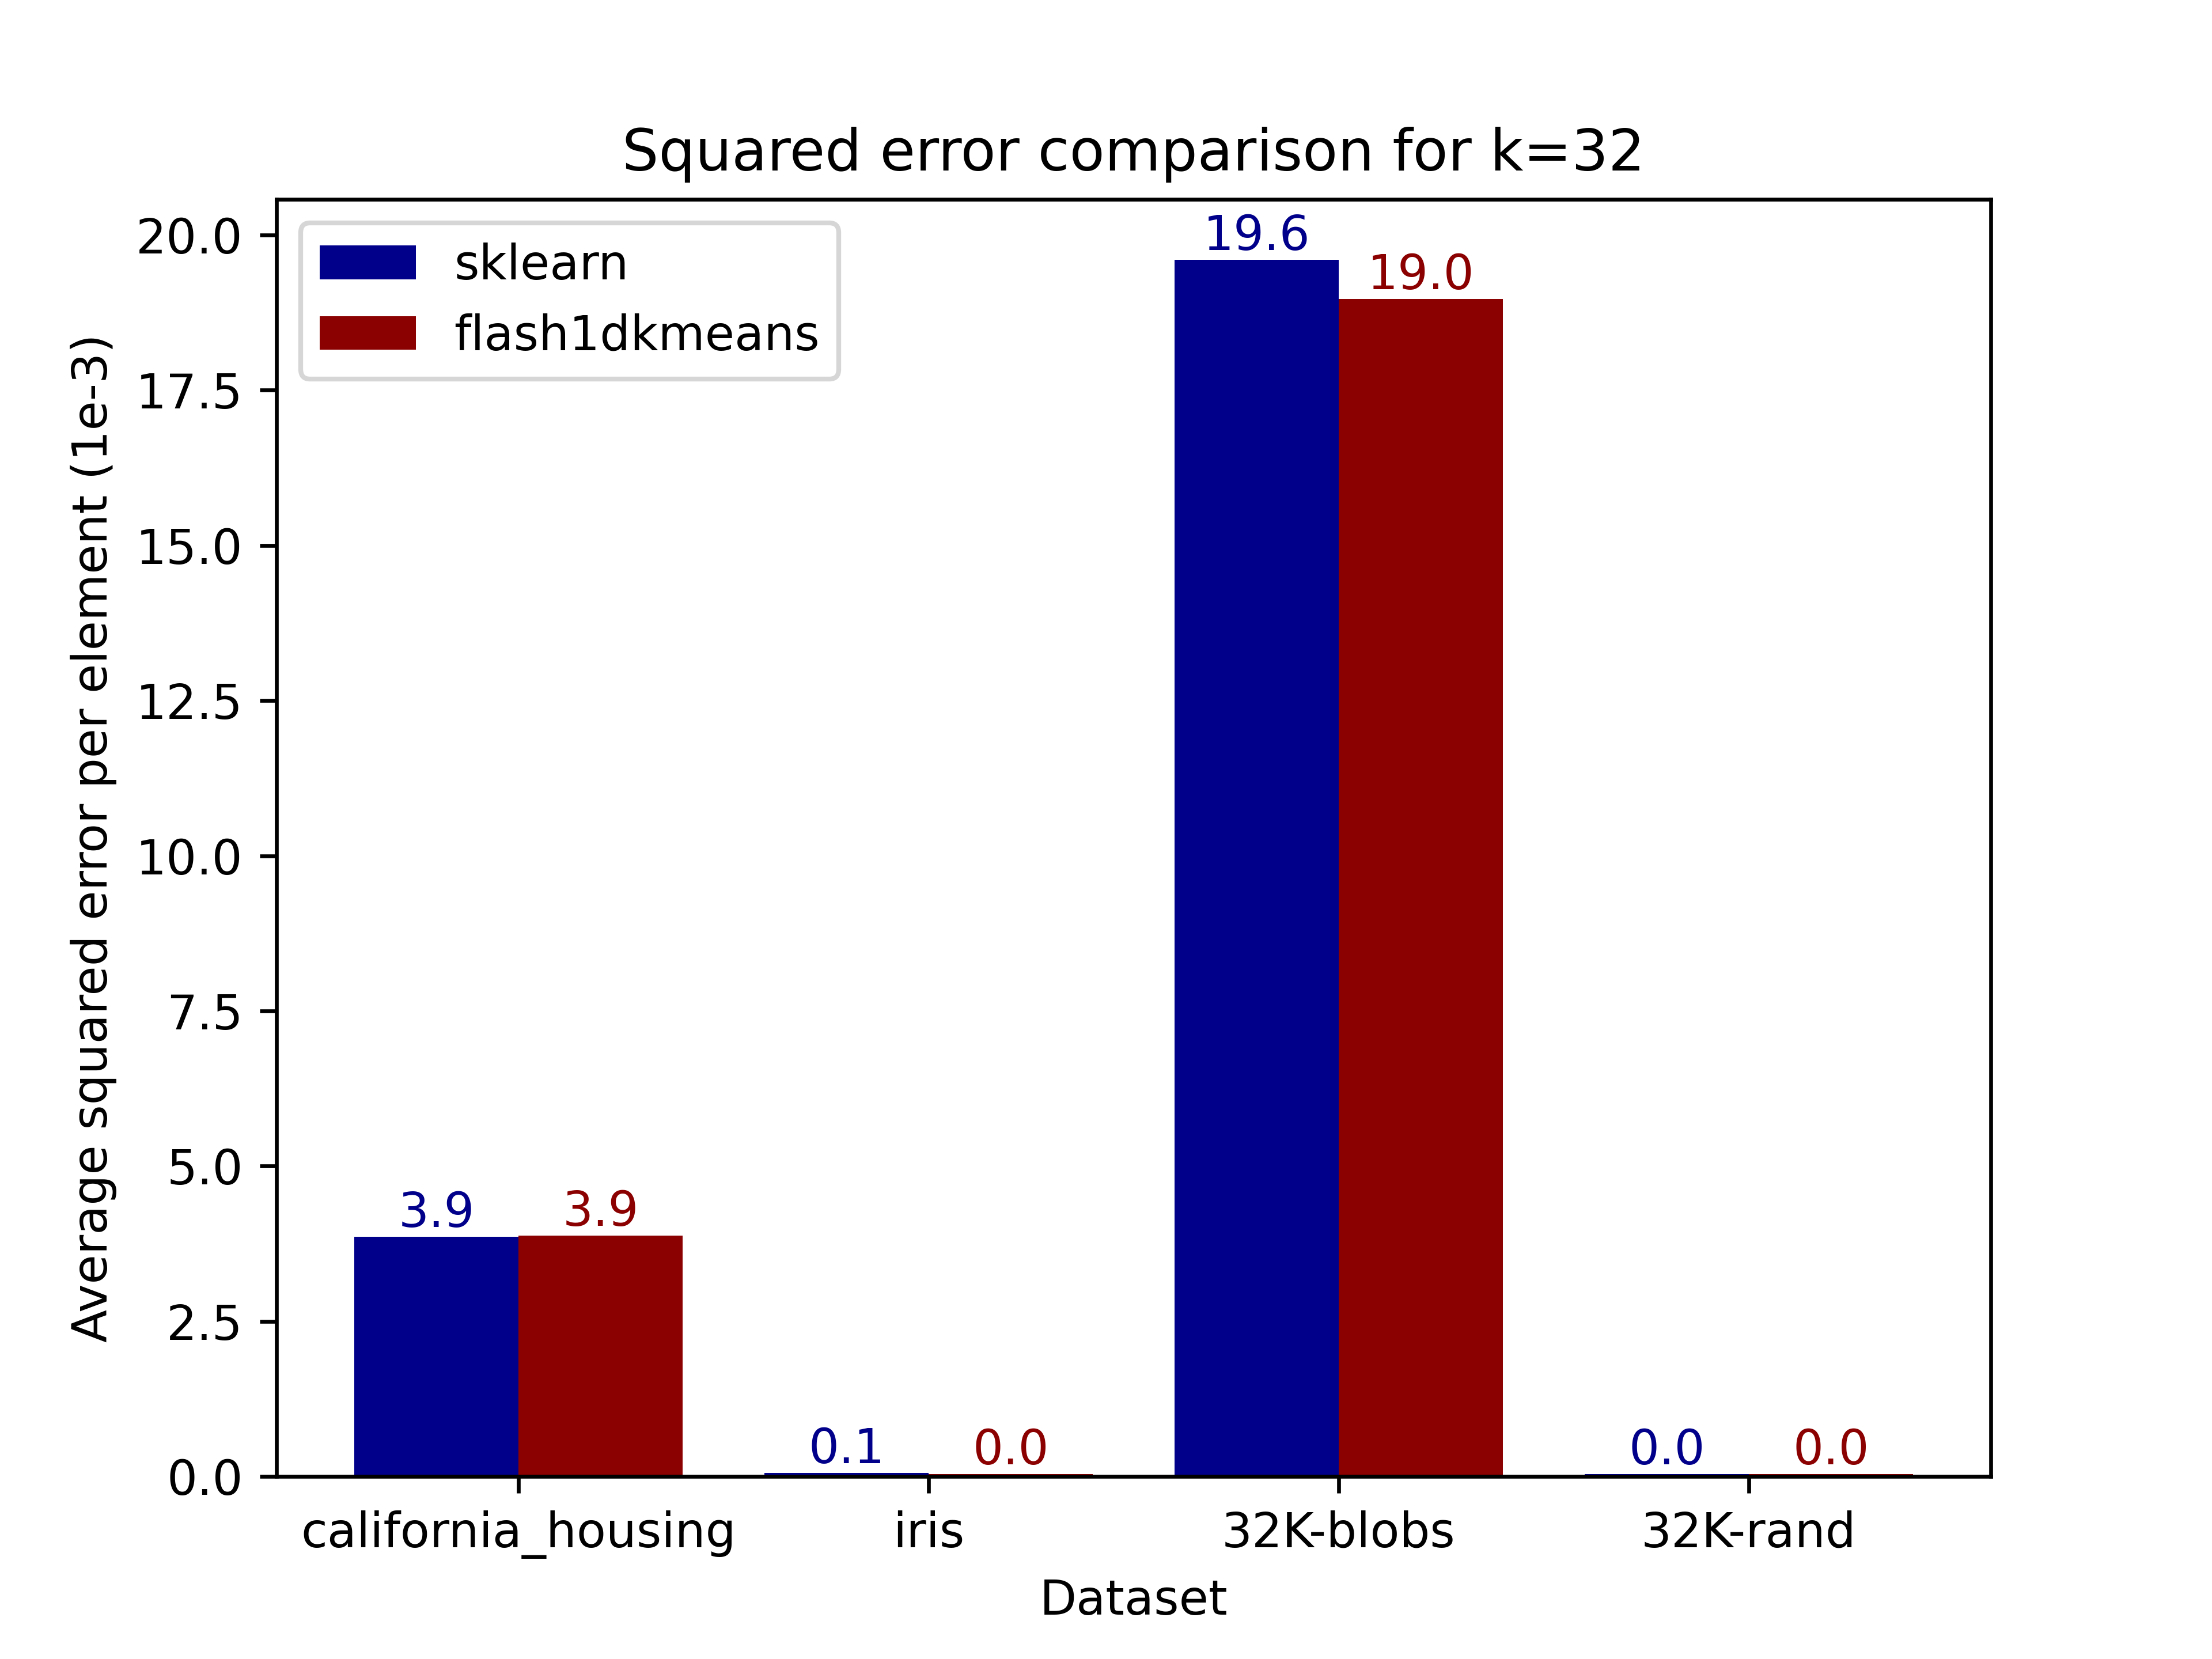 Squared error comparison for k=32
sklearn
flash1dkmeans
Average squared error per element (1e-3)
20.0
17.5
15.0
12.5
10.0
7.5
5.0
2.5
0.0
19.6
19.0
3.9
3.9
0.1
0.0
0.0
0.0
california_housing
iris
32K-blobs
32K-rand
Dataset